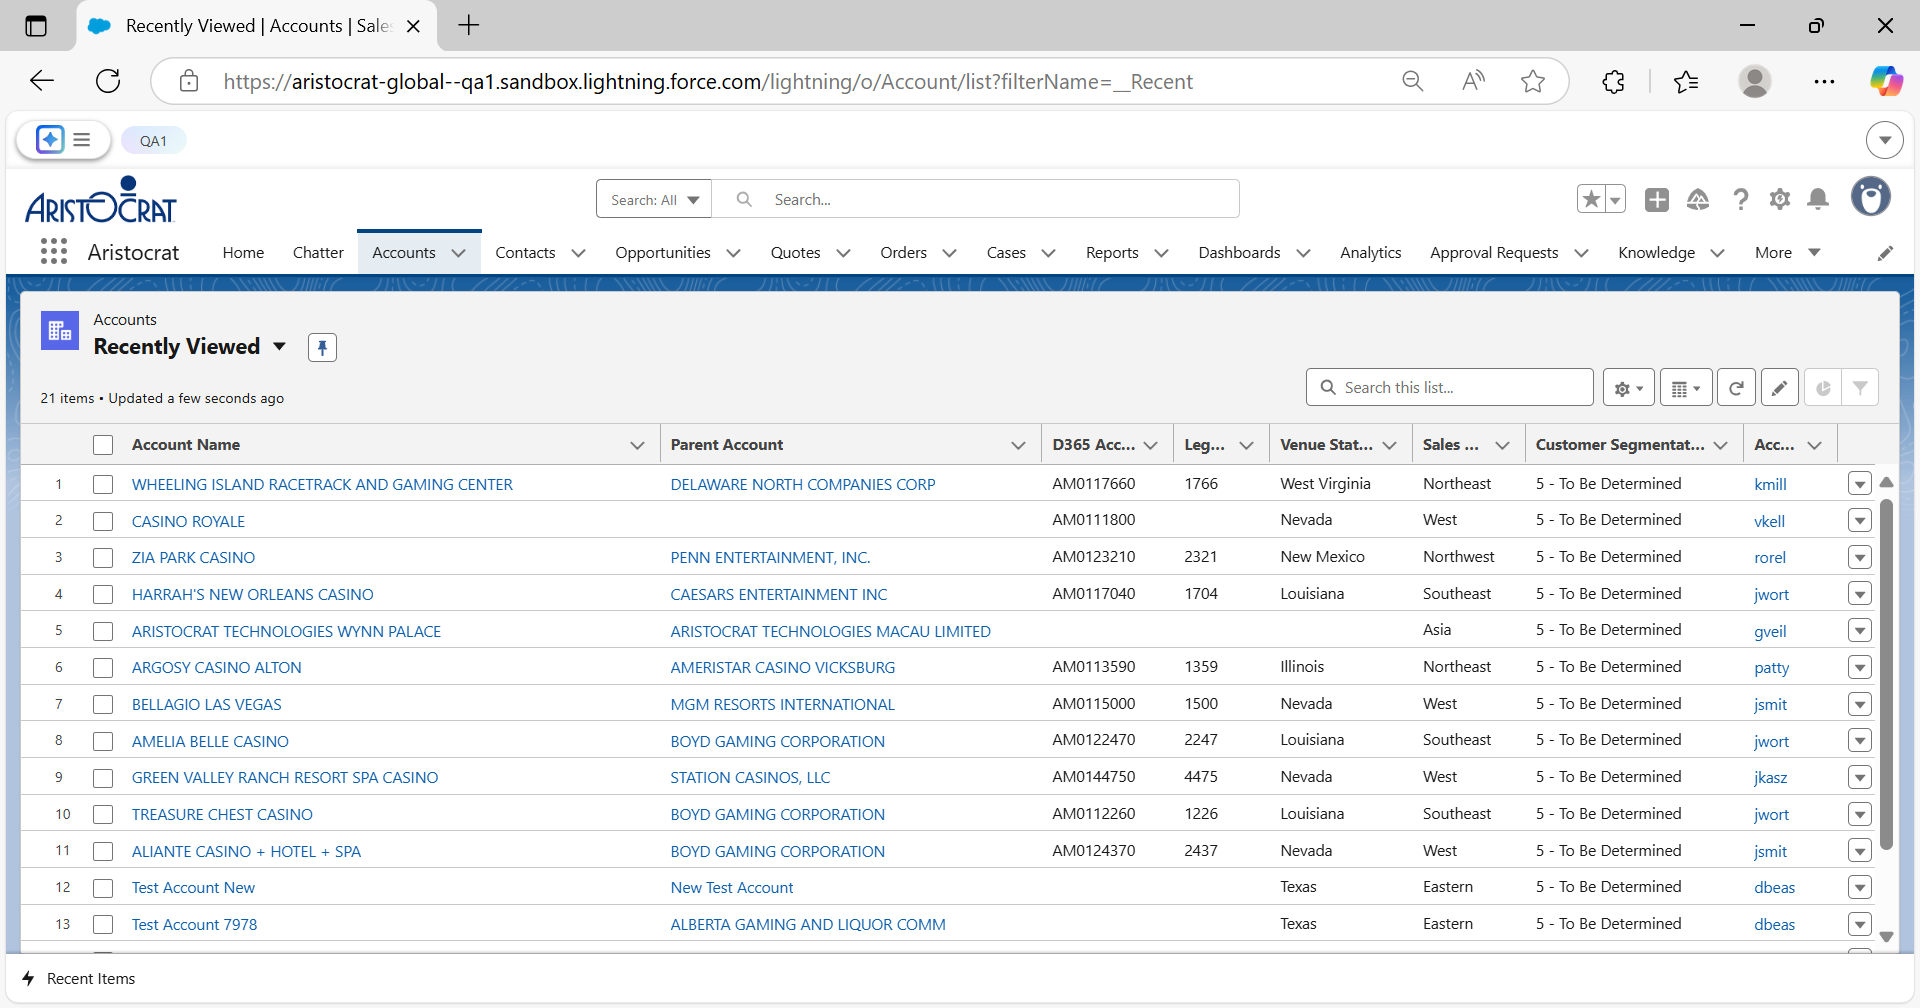 Recently Viewed | Accounts | Sales
https://aristocrat-global--qa1.sandbox.lightning.force.com/lightning/o/Account/list?filterName=__Recent
QA1
ARISTOCRAT
Search: All
Search...
Aristocrat
Home
Chatter
Accounts
Contacts
Opportunities
Quotes
Orders
Cases
Reports
Dashboards
Analytics
Approval Requests
Knowledge
More
Accounts
Recently Viewed
21 items • Updated a few seconds ago
Search this list...
Account Name Parent Account D365 Acc... Leg... Venue Stat... Sales ... Customer Segmentat... Acc...
1 WHEELING ISLAND RACETRACK AND GAMING CENTER DELAWARE NORTH COMPANIES CORP AM0117660 1766 West Virginia Northeast 5 - To Be Determined kmill
2 CASINO ROYALE AM0111800 Nevada West 5 - To Be Determined vkell
3 ZIA PARK CASINO PENN ENTERTAINMENT, INC. AM0123210 2321 New Mexico Northwest 5 - To Be Determined rorel
4 HARRAH'S NEW ORLEANS CASINO CAESARS ENTERTAINMENT INC AM0117040 1704 Louisiana Southeast 5 - To Be Determined jwort
5 ARISTOCRAT TECHNOLOGIES WYNN PALACE ARISTOCRAT TECHNOLOGIES MACAU LIMITED Asia 5 - To Be Determined gveil
6 ARGOSY CASINO ALTON AMERISTAR CASINO VICKSBURG AM0113590 1359 Illinois Northeast 5 - To Be Determined patty
7 BELLAGIO LAS VEGAS MGM RESORTS INTERNATIONAL AM0115000 1500 Nevada West 5 - To Be Determined jsmit
8 AMELIA BELLE CASINO BOYD GAMING CORPORATION AM0122470 2247 Louisiana Southeast 5 - To Be Determined jwort
9 GREEN VALLEY RANCH RESORT SPA CASINO STATION CASINOS, LLC AM0144750 4475 Nevada West 5 - To Be Determined jkasz
10 TREASURE CHEST CASINO BOYD GAMING CORPORATION AM0112260 1226 Louisiana Southeast 5 - To Be Determined jwort
11 ALIANTE CASINO + HOTEL + SPA BOYD GAMING CORPORATION AM0124370 2437 Nevada West 5 - To Be Determined jsmit
12 Test Account New New Test Account Texas Eastern 5 - To Be Determined dbeas
13 Test Account 7978 ALBERTA GAMING AND LIQUOR COMM Texas Eastern 5 - To Be Determined dbeas
Recent Items